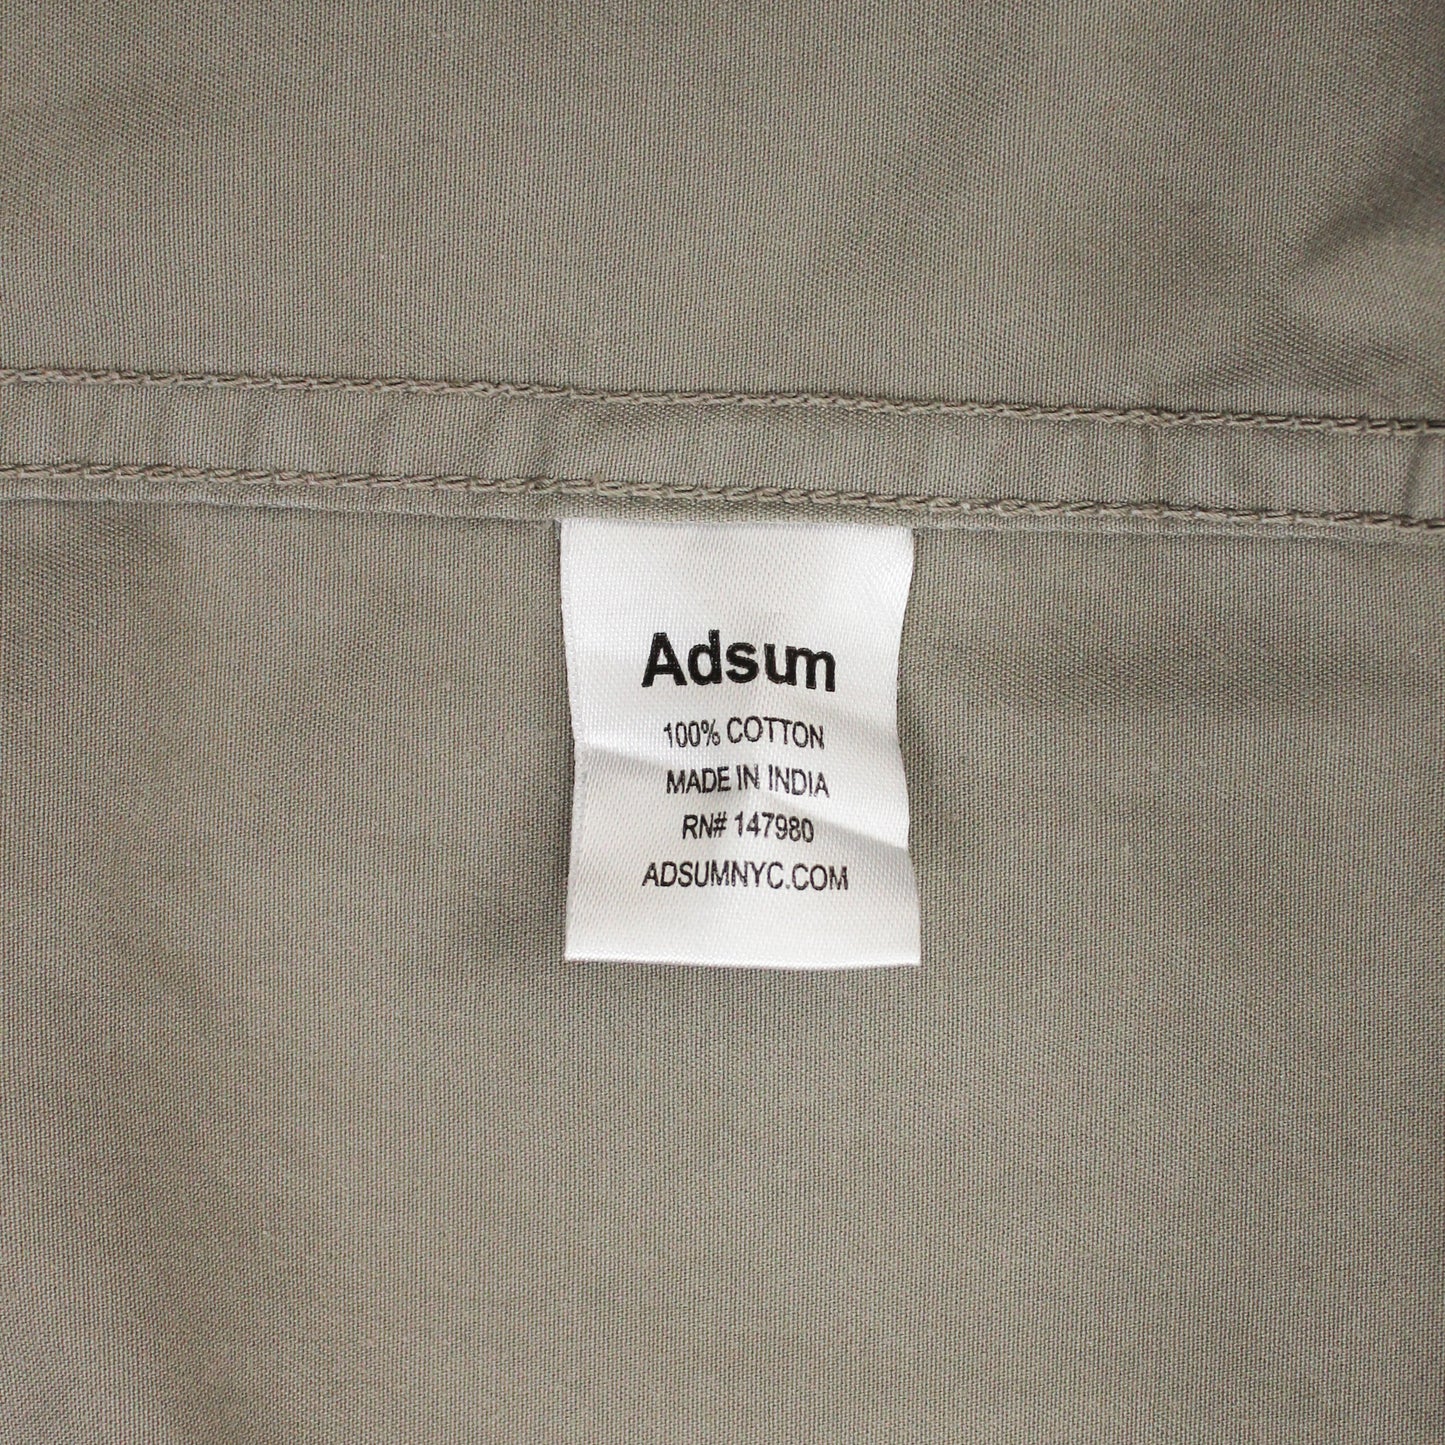 Adsum
100% COTTON
MADE IN INDIA
RN# 147980
ADSUMNYC.COM